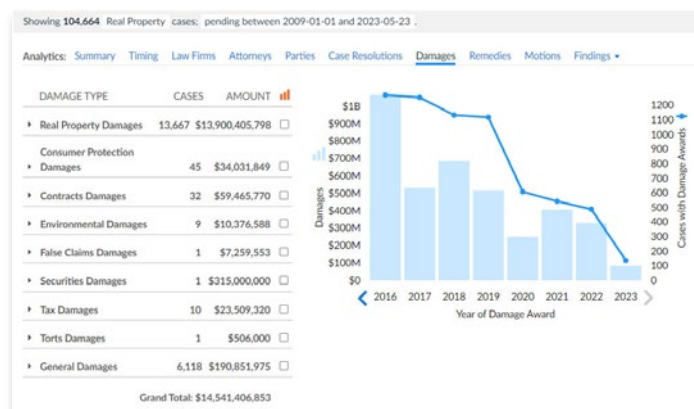 Showing 104,664 Real Property cases; pending between 2009-01-01 and 2023-05-23 .
Analytics: Summary Timing Law Firms Attorneys Parties Case Resolutions Damages Remedies Motions Findings
DAMAGE TYPE CASES AMOUNT
Real Property Damages 13,667 $13,900,405,798
Consumer Protection
Damages 45 $34,031,849
Contracts Damages 32 $59,465,770
Environmental Damages 9 $10,376,588
False Claims Damages 1 $7,259,553
Securities Damages 1 $315,000,000
Tax Damages 10 $23,509,320
Torts Damages 1 $506,000
General Damages 6,118 $190,851,975
Grand Total: $14,541,406,853
Damages
$1B
$900M
$800M
$700M
$600M
$500M
$400M
$300M
$200M
$100M
$0
1200
1100
1000
900
800
700
600
500
400
300
200
100
0
Cases with Damage Awards
2016 2017 2018 2019 2020 2021 2022 2023
Year of Damage Award